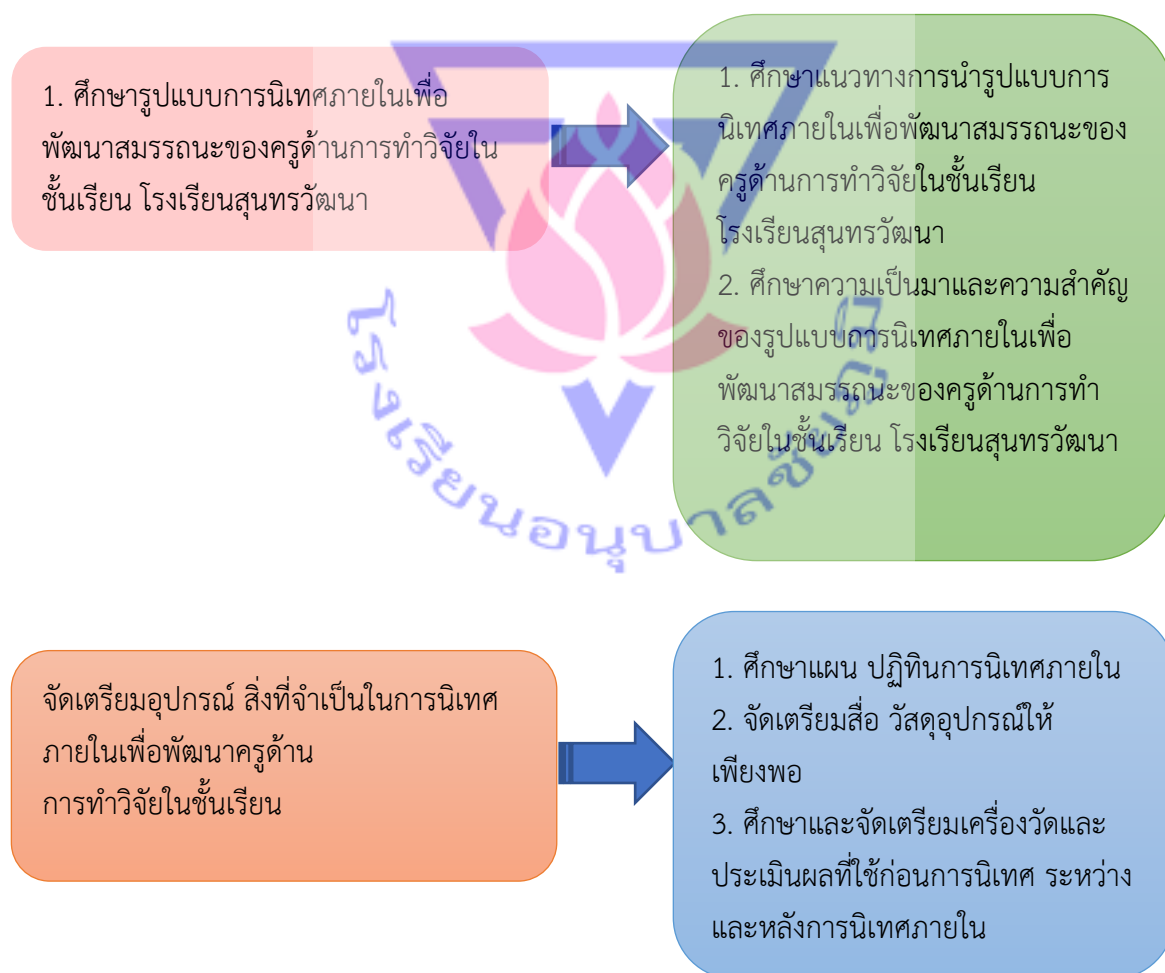 1. ศึกษารูปแบบการนิเทศภายในเพื่อ
พัฒนาสมรรถนะของครูด้านการทำวิจัยใน
ชั้นเรียน โรงเรียนสุนทรวัฒนา
1. ศึกษาแนวทางการนำรูปแบบการ
นิเทศภายในเพื่อพัฒนาสมรรถนะของ
ครูด้านการทำวิจัยในชั้นเรียน
โรงเรียนสุนทรวัฒนา
2. ศึกษาความเป็นมาและความสำคัญ
ของรูปแบบการนิเทศภายในเพื่อ
พัฒนาสมรรถนะของครูด้านการทำ
วิจัยในชั้นเรียน โรงเรียนสุนทรวัฒนา
โรงเรียนอนุบาลชัยภูมิ
จัดเตรียมอุปกรณ์ สิ่งที่จำเป็นในการนิเทศ
ภายในเพื่อพัฒนาครูด้าน
การทำวิจัยในชั้นเรียน
1. ศึกษาแผน ปฏิทินการนิเทศภายใน
2. จัดเตรียมสื่อ วัสดุอุปกรณ์ให้
เพียงพอ
3. ศึกษาและจัดเตรียมเครื่องวัดและ
ประเมินผลที่ใช้ก่อนการนิเทศ ระหว่าง
และหลังการนิเทศภายใน